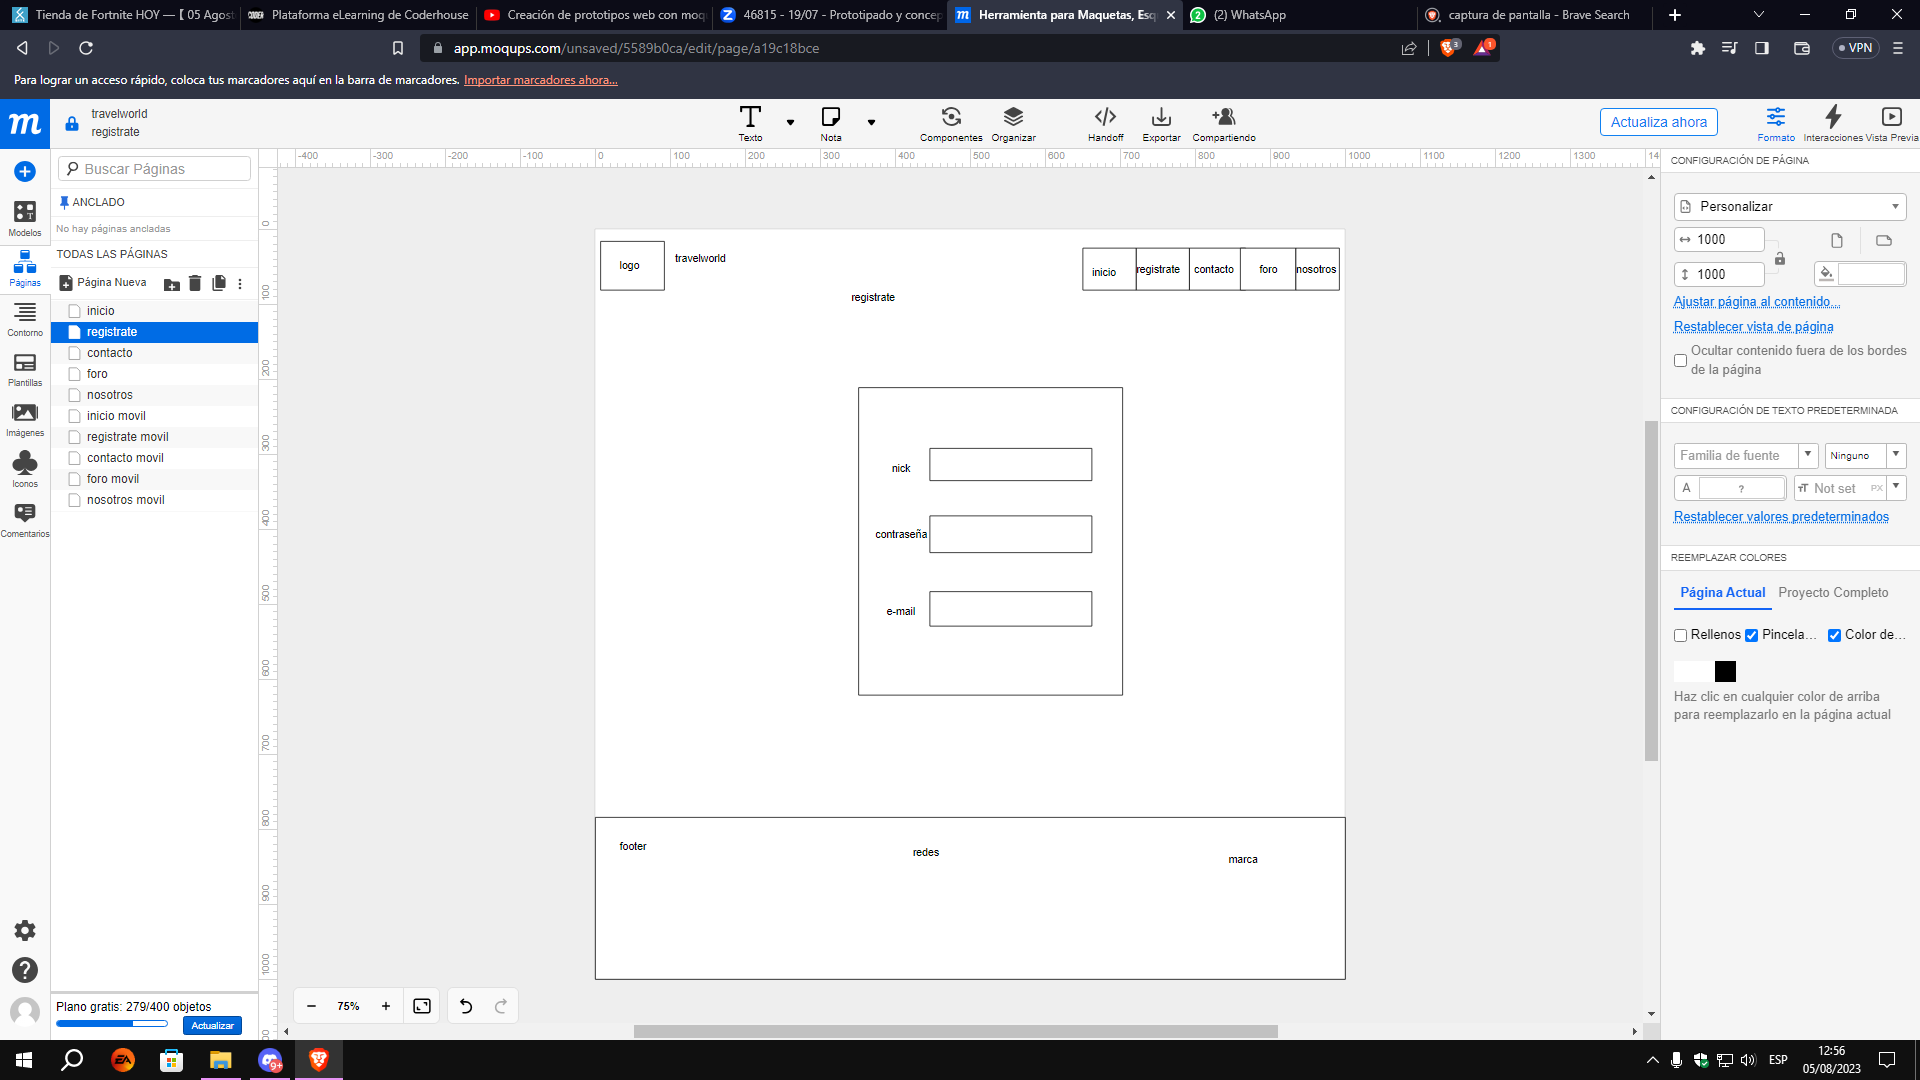 Tienda de Fortnite HOY — 【 05 Agost
Plataforma eLearning de Coderhouse
Creación de prototipos web con moqu
46815 - 19/07 - Prototipado y concep
Herramienta para Maquetas, Esqu
(2) WhatsApp
captura de pantalla - Brave Search
app.moqups.com/unsaved/5589b0ca/edit/page/a19c18bce
3
1
VPN
Para lograr un acceso rápido, coloca tus marcadores aquí en la barra de marcadores. Importar marcadores ahora...
m
travelworld
registrate
Texto
Nota
Componentes
Organizar
Handoff
Exportar
Compartiendo
Actualiza ahora
Formato
Interacciones
Vista Previa
Modelos
Páginas
Contorno
Plantillas
Imágenes
Iconos
Comentarios
Buscar Páginas
ANCLADO
No hay páginas ancladas
TODAS LAS PÁGINAS
Página Nueva
inicio
registrate
contacto
foro
nosotros
inicio movil
registrate movil
contacto movil
foro movil
nosotros movil
Plano gratis: 279/400 objetos
Actualizar
-400 -300 -200 -100 0 100 200 300 400 500 600 700 800 900 1000 1100 1200 1300 14
0
100
200
300
400
500
600
700
800
900
1000
logo
travelworld
inicio
registrate
contacto
foro
nosotros
registrate
nick
contraseña
e-mail
footer
redes
marca
75%
CONFIGURACIÓN DE PÁGINA
Personalizar
1000
1000
Ajustar página al contenido
Restablecer vista de página
Ocultar contenido fuera de los bordes
de la página
CONFIGURACIÓN DE TEXTO PREDETERMINADA
Familia de fuente
Ninguno
A
?
Not set
PX
Restablecer valores predeterminados
REEMPLAZAR COLORES
Página Actual
Proyecto Completo
Rellenos
Pincela...
Color de...
Haz clic en cualquier color de arriba
para reemplazarlo en la página actual
EA
9+
ESP
12:56
05/08/2023